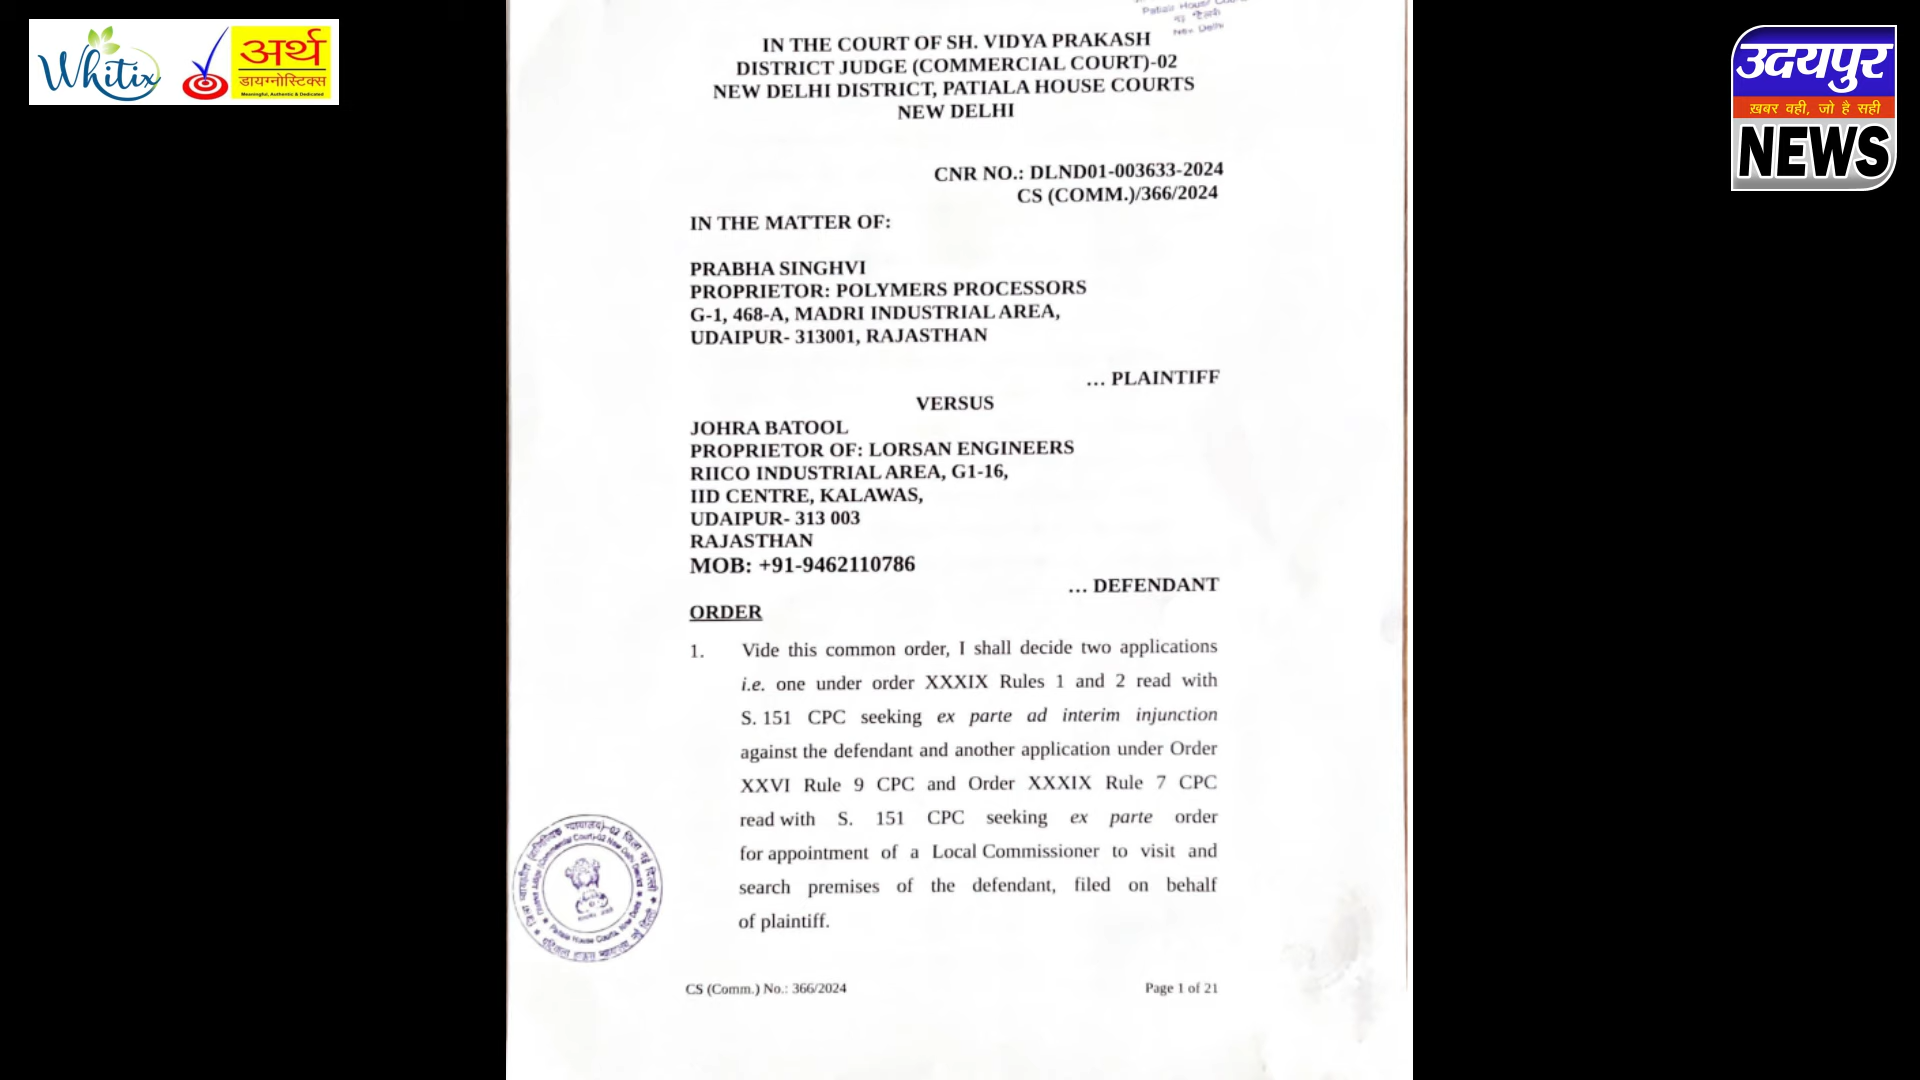 Whitix
अर्थ
डायग्नोस्टिक्स
Meaningful, Authentic & Dedicated
उदयपुर
ख़बर वही, जो है सही
NEWS
Patiala House
New Delhi
IN THE COURT OF SH. VIDYA PRAKASH
DISTRICT JUDGE (COMMERCIAL COURT)-02
NEW DELHI DISTRICT, PATIALA HOUSE COURTS
NEW DELHI
CNR NO.: DLND01-003633-2024
CS (COMM.)/366/2024
IN THE MATTER OF:
PRABHA SINGHVI
PROPRIETOR: POLYMERS PROCESSORS
G-1, 468-A, MADRI INDUSTRIAL AREA,
UDAIPUR- 313001, RAJASTHAN
… PLAINTIFF
VERSUS
JOHRA BATOOL
PROPRIETOR OF: LORSAN ENGINEERS
RIICO INDUSTRIAL AREA, G1-16,
IID CENTRE, KALAWAS,
UDAIPUR- 313 003
RAJASTHAN
MOB: +91-9462110786
… DEFENDANT
ORDER
1. Vide this common order, I shall decide two applications
i.e. one under order XXXIX Rules 1 and 2 read with
S. 151 CPC seeking ex parte ad interim injunction
against the defendant and another application under Order
XXVI Rule 9 CPC and Order XXXIX Rule 7 CPC
read with S. 151 CPC seeking ex parte order
for appointment of a Local Commissioner to visit and
search premises of the defendant, filed on behalf
of plaintiff.
CS (Comm.) No.: 366/2024
Page 1 of 21